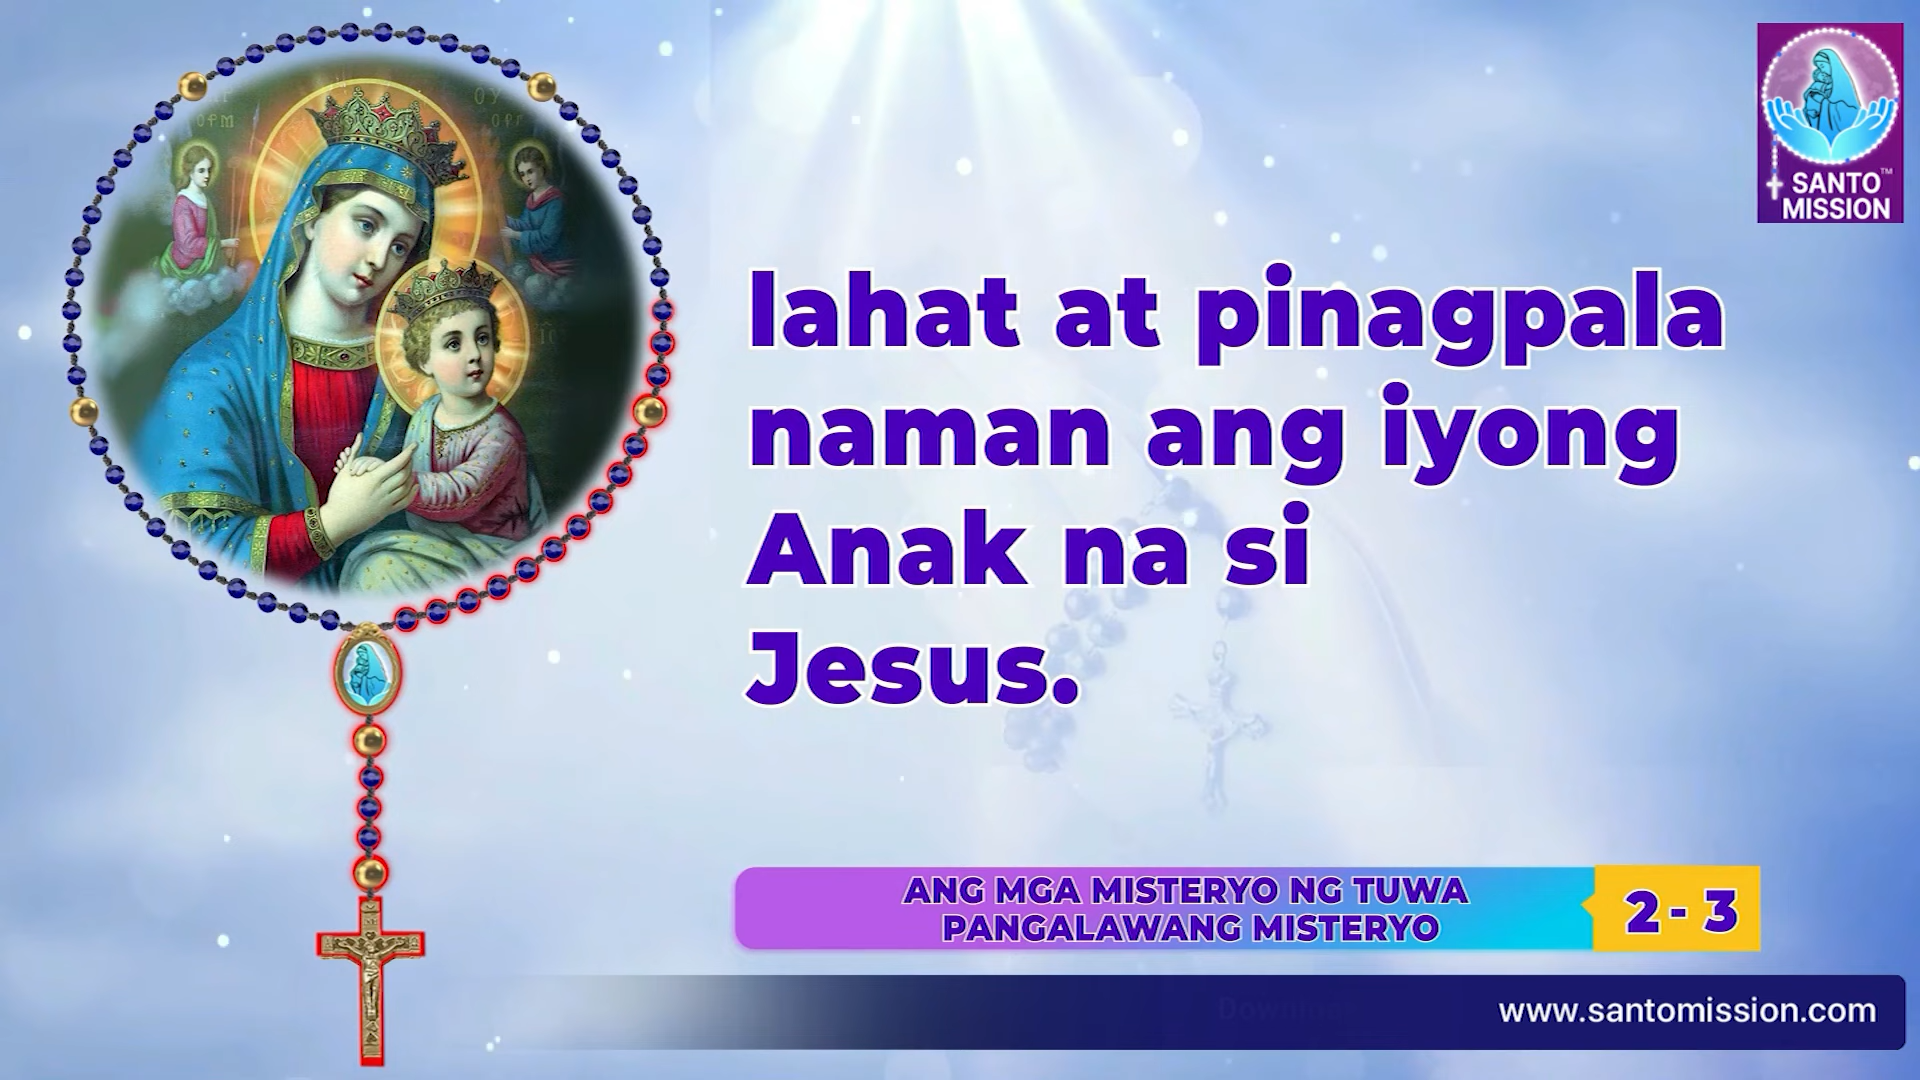 SANTO™
MISSION
lahat at pinagpala
naman ang iyong
Anak na si
Jesus.
ANG MGA MISTERYO NG TUWA
PANGALAWANG MISTERYO
2 - 3
www.santomission.com